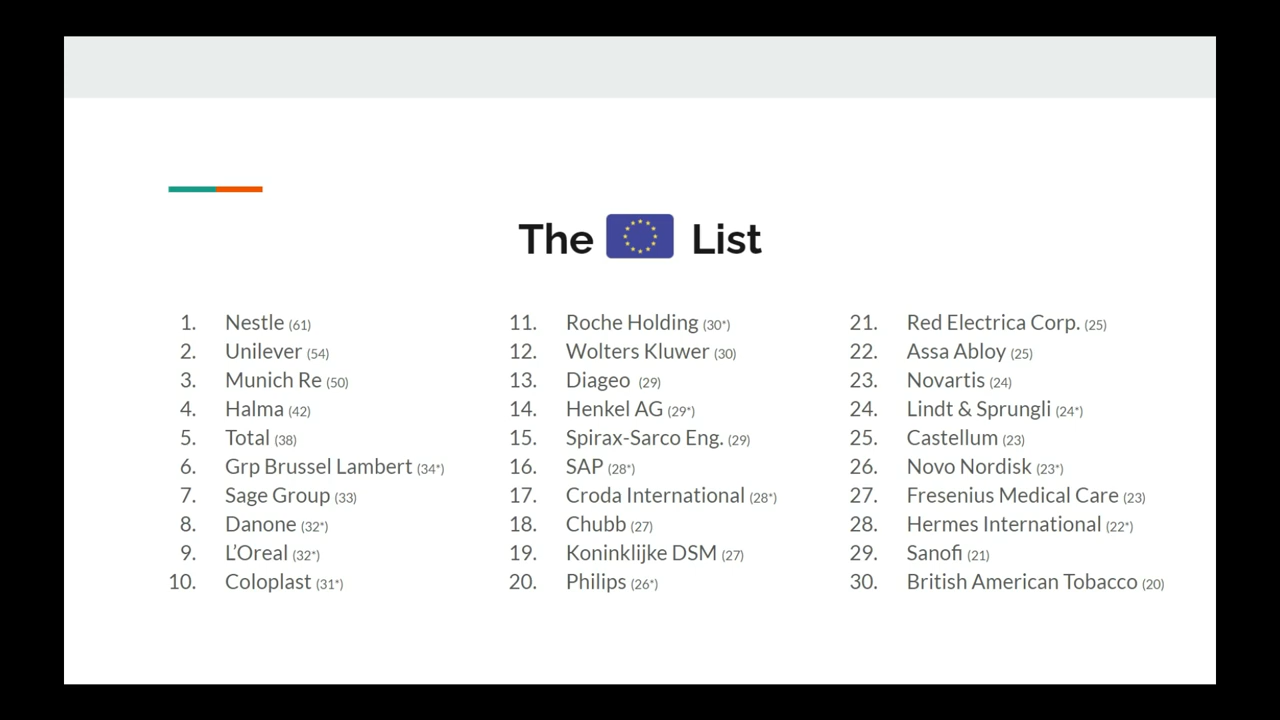 The List
1. Nestle (61)
2. Unilever (54)
3. Munich Re (50)
4. Halma (42)
5. Total (38)
6. Grp Brussel Lambert (34*)
7. Sage Group (33)
8. Danone (32*)
9. L'Oreal (32*)
10. Coloplast (31*)
11. Roche Holding (30*)
12. Wolters Kluwer (30)
13. Diageo (29)
14. Henkel AG (29*)
15. Spirax-Sarco Eng. (29)
16. SAP (28*)
17. Croda International (28*)
18. Chubb (27)
19. Koninklijke DSM (27)
20. Philips (26*)
21. Red Electrica Corp. (25)
22. Assa Abloy (25)
23. Novartis (24)
24. Lindt & Sprungli (24*)
25. Castellum (23)
26. Novo Nordisk (23*)
27. Fresenius Medical Care (23)
28. Hermes International (22*)
29. Sanofi (21)
30. British American Tobacco (20)